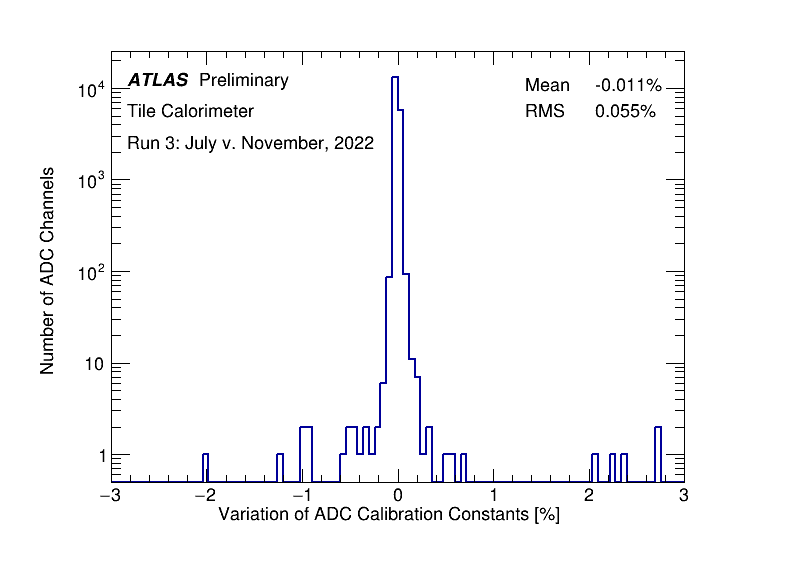 ATLAS Preliminary
Mean -0.011%
Tile Calorimeter
RMS 0.055%
Run 3: July v. November, 2022
Number of ADC Channels
10⁴
10³
10²
10
1
−3 −2 −1 0 1 2 3
Variation of ADC Calibration Constants [%]